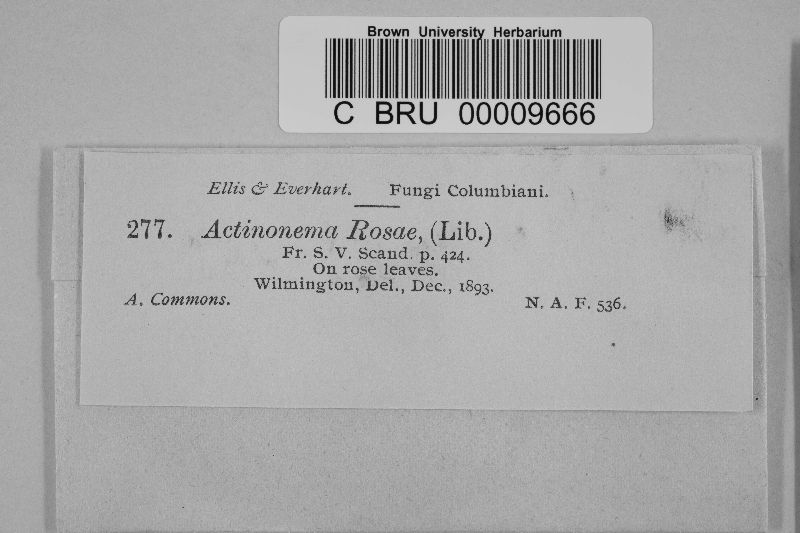 Brown University Herbarium
C BRU 00009666
Ellis & Everhart. Fungi Columbiani.
277. Actinonema Rosae, (Lib.)
Fr. S. V. Scand. p. 424.
On rose leaves.
Wilmington, Del., Dec., 1893.
A. Commons. N. A. F. 536.